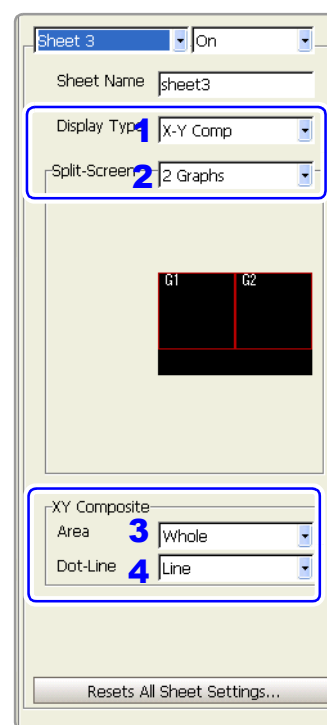 Sheet 3 On
Sheet Name sheet3
Display Type 1 X-Y Comp
Split-Screen 2 2 Graphs
G1 G2
XY Composite
Area 3 Whole
Dot-Line 4 Line
Resets All Sheet Settings...